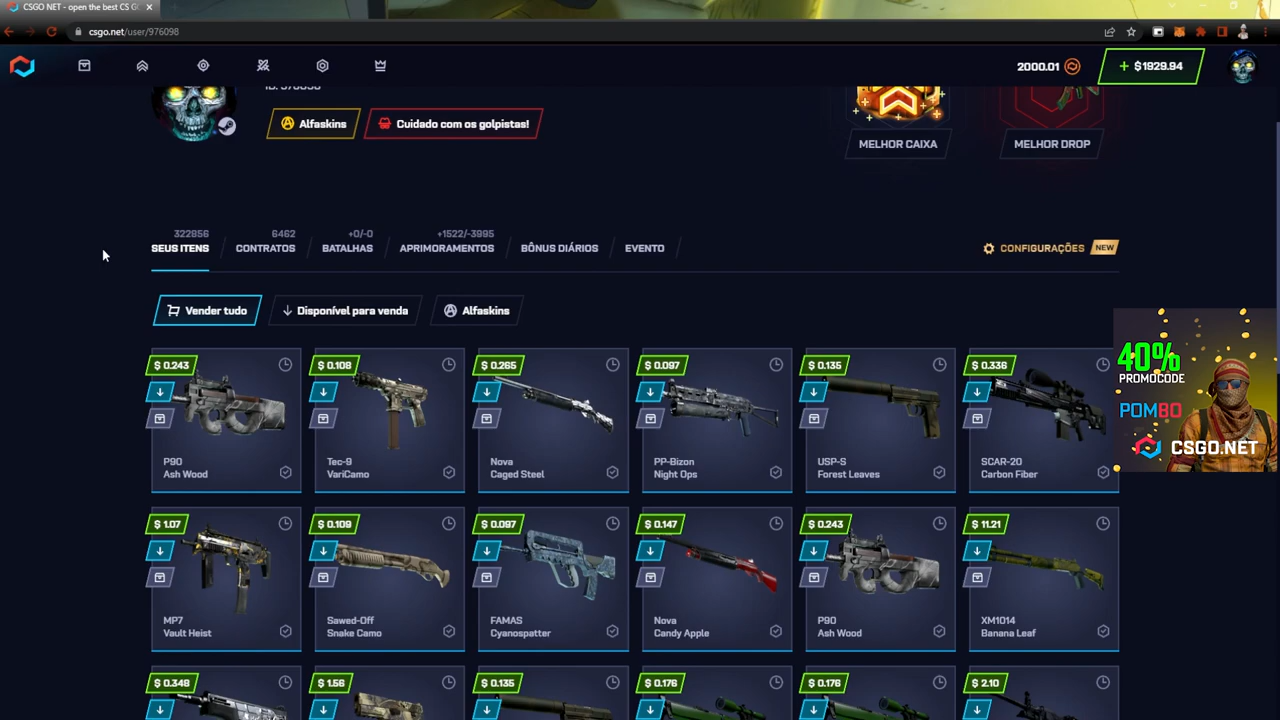 CSGO NET - open the best CS G
csgo.net/user/976098
2000.01
+ $1929.94
Alfaskins
Cuidado com os golpistas!
MELHOR CAIXA
MELHOR DROP
322856
6462
+0/-0
+1522/-3995
SEUS ITENS
CONTRATOS
BATALHAS
APRIMORAMENTOS
BÔNUS DIÁRIOS
EVENTO
CONFIGURAÇÕES
NEW
Vender tudo
Disponível para venda
Alfaskins
$ 0.243
P90
Ash Wood
$ 0.108
Tec-9
VariCamo
$ 0.265
Nova
Caged Steel
$ 0.097
PP-Bizon
Night Ops
$ 0.135
USP-S
Forest Leaves
$ 0.336
SCAR-20
Carbon Fiber
40%
PROMOCODE
POM80
CSGO.NET
$ 1.07
MP7
Vault Heist
$ 0.109
Sawed-Off
Snake Camo
$ 0.097
FAMAS
Cyanospatter
$ 0.147
Nova
Candy Apple
$ 0.243
P90
Ash Wood
$ 11.21
XM1014
Banana Leaf
$ 0.348
$ 1.56
$ 0.135
$ 0.176
$ 0.176
$ 2.10